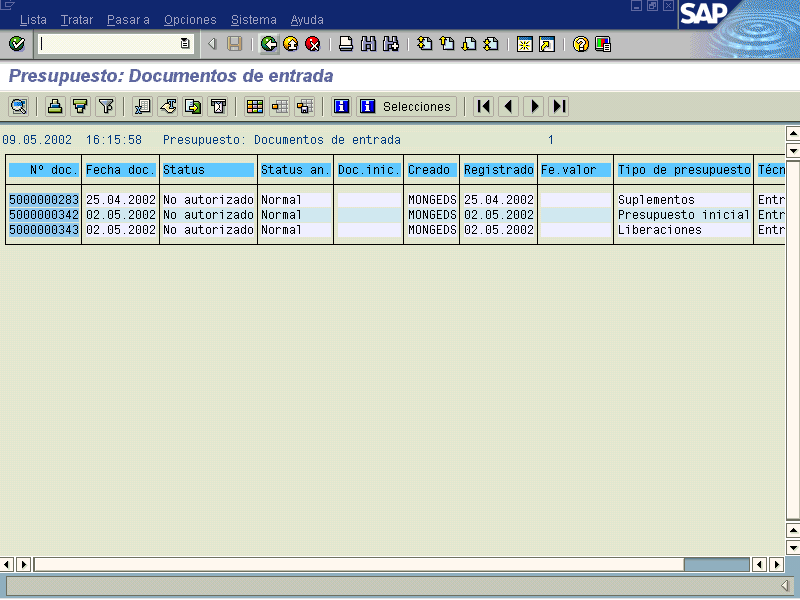 Lista Tratar Pasar a Opciones Sistema Ayuda
SAP
Presupuesto: Documentos de entrada
Selecciones
09.05.2002 16:15:58 Presupuesto: Documentos de entrada 1
Nº doc. Fecha doc. Status Status an. Doc.inic. Creado Registrado Fe.valor Tipo de presupuesto Técn
5000000283 25.04.2002 No autorizado Normal MONGEDS 25.04.2002 Suplementos Entr
5000000342 02.05.2002 No autorizado Normal MONGEDS 02.05.2002 Presupuesto inicial Entr
5000000343 02.05.2002 No autorizado Normal MONGEDS 02.05.2002 Liberaciones Entr